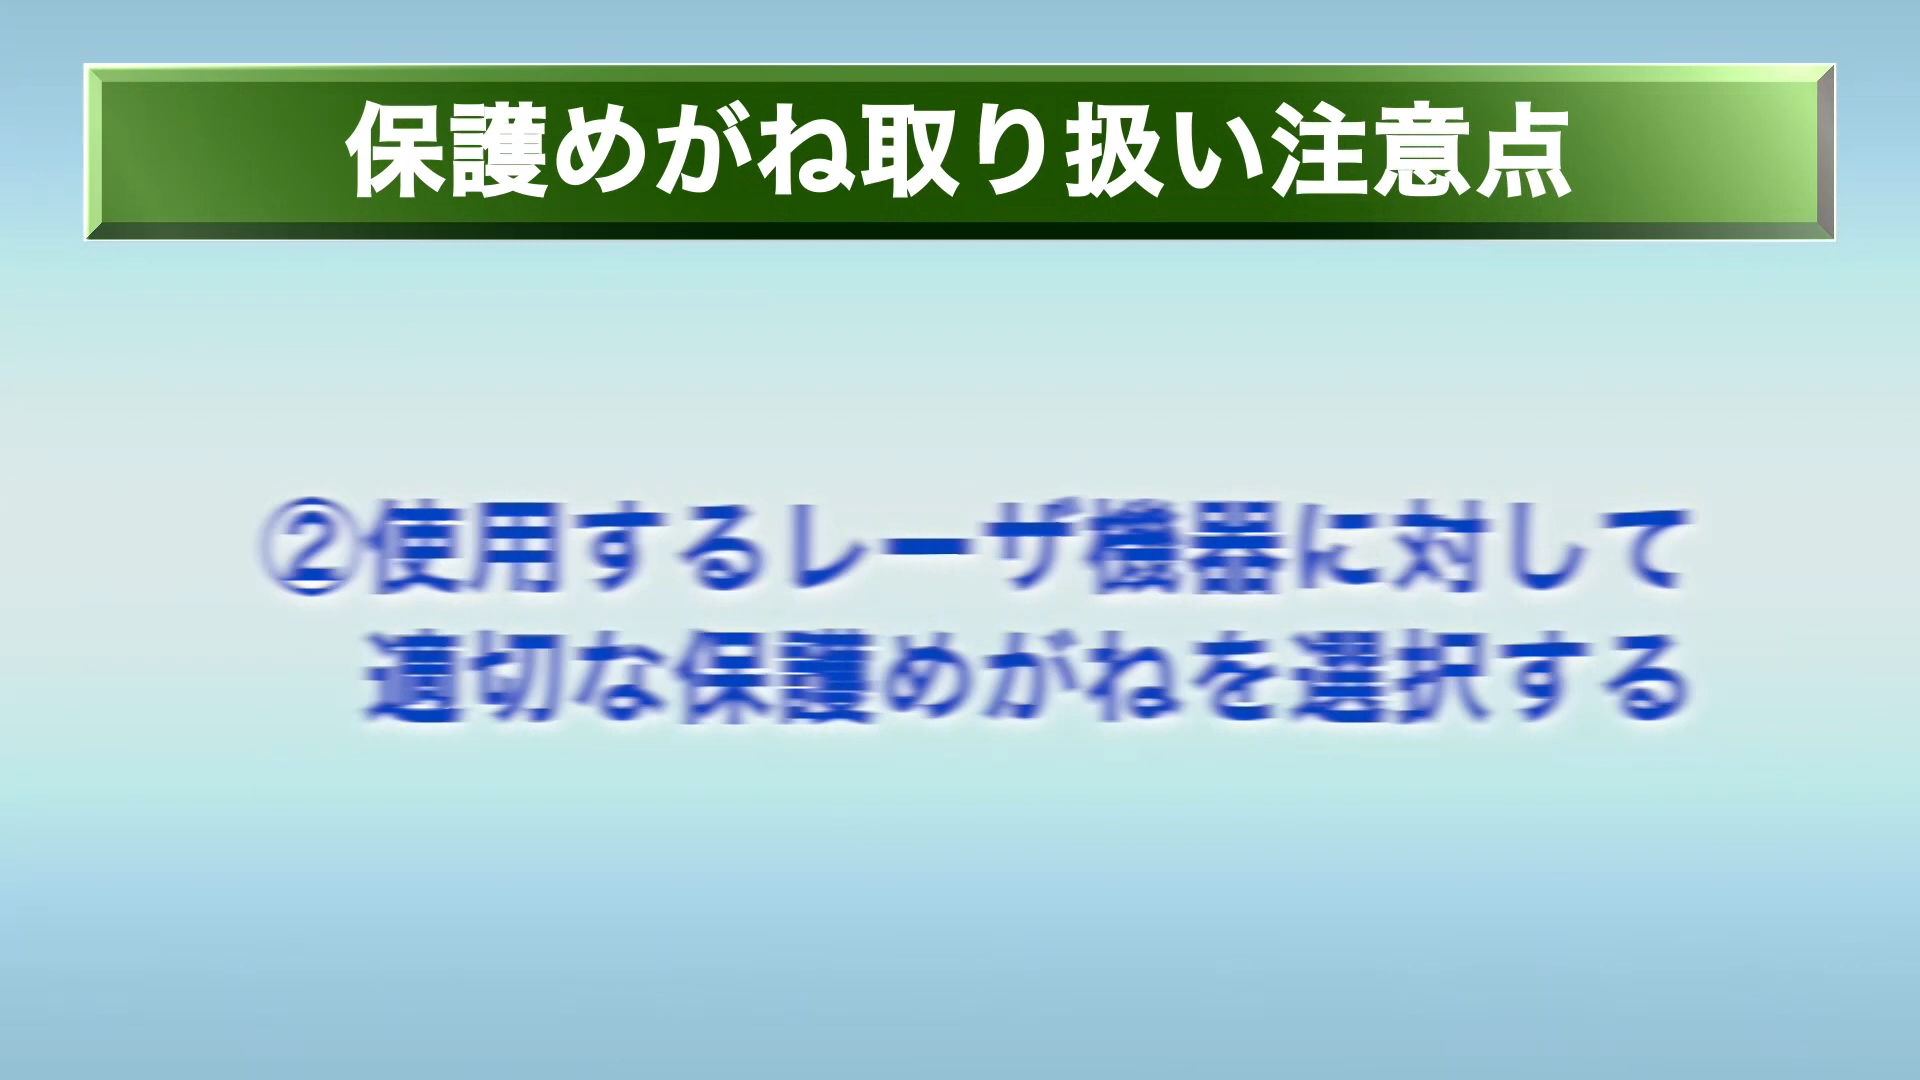 保護めがね取り扱い注意点
②使用するレーザ機器に対して
適切な保護めがねを選択する